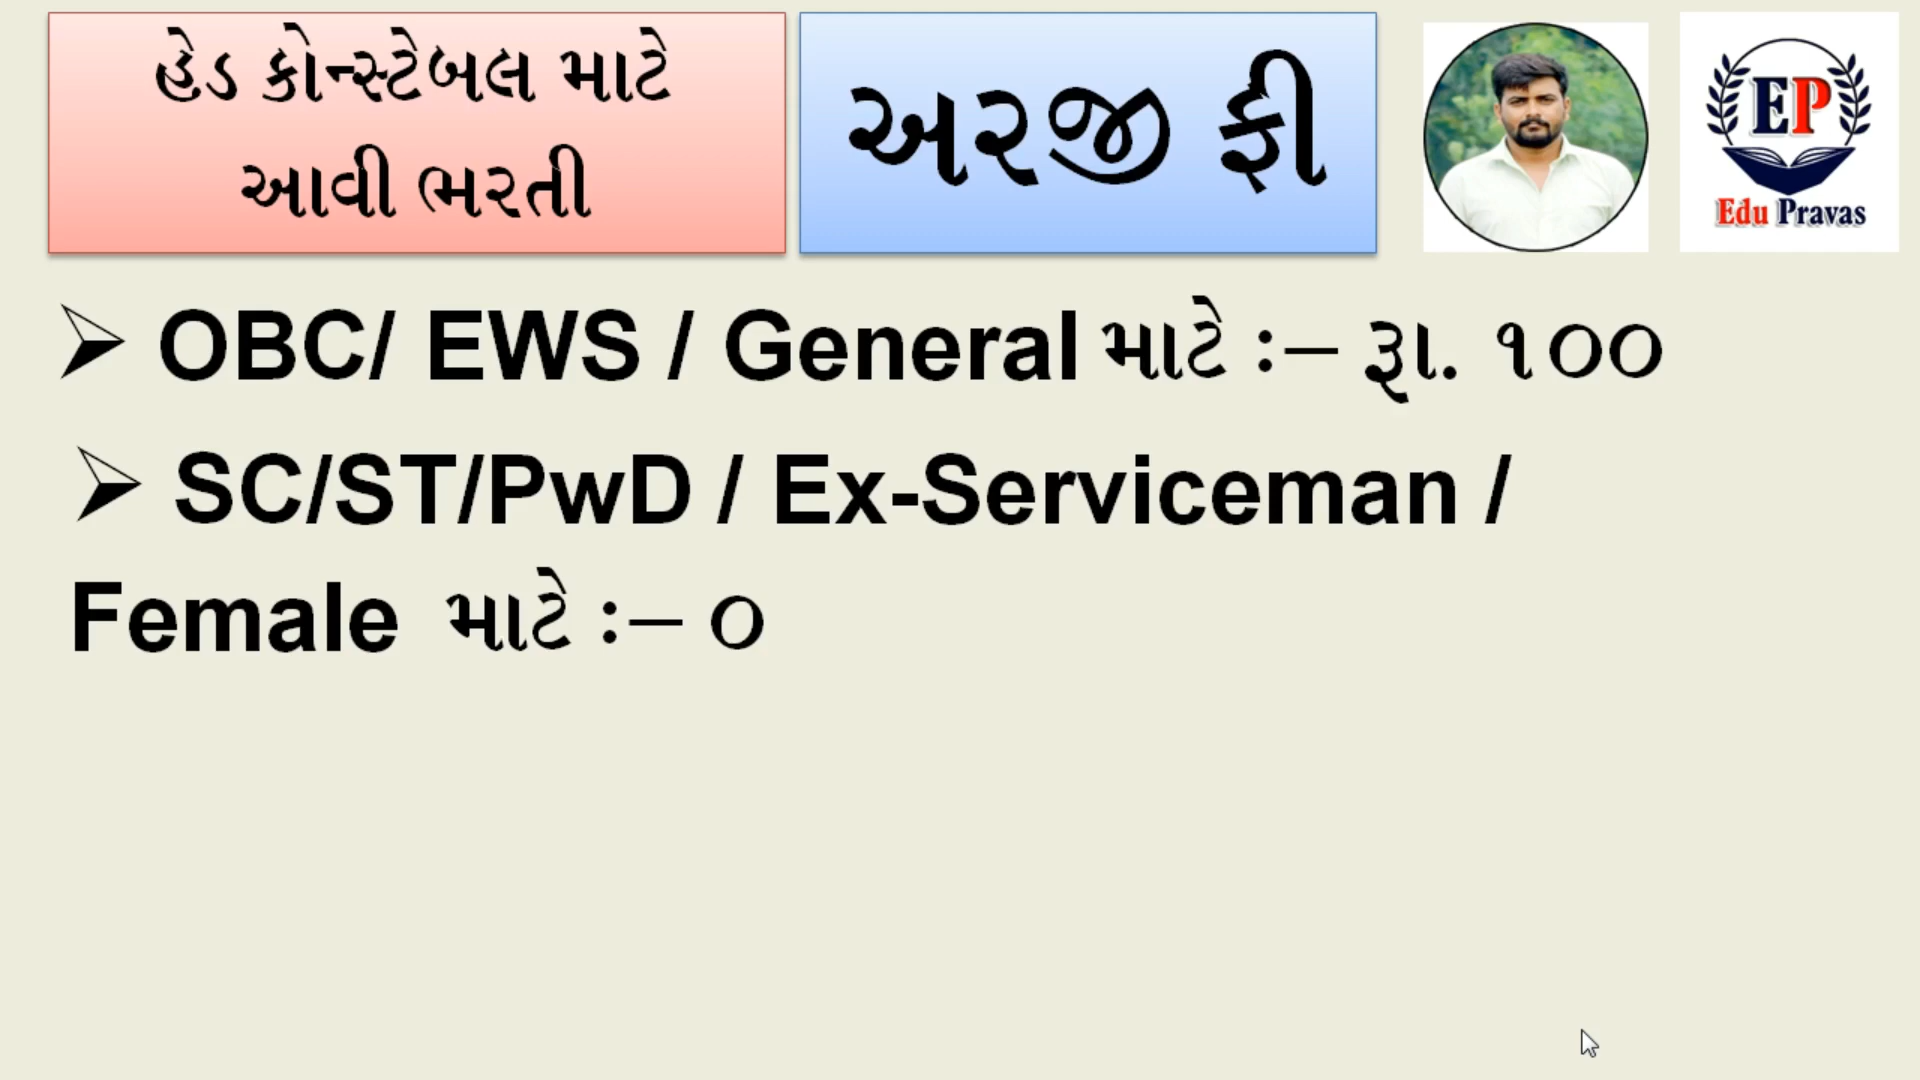 હેડ કોન્સ્ટેબલ માટે
આવી ભરતી
અરજી ફી
EP
Edu Pravas
➢ OBC/ EWS / General માટે :– રૂા. ૧૦૦
➢ SC/ST/PwD / Ex-Serviceman /
Female માટે :– ૦